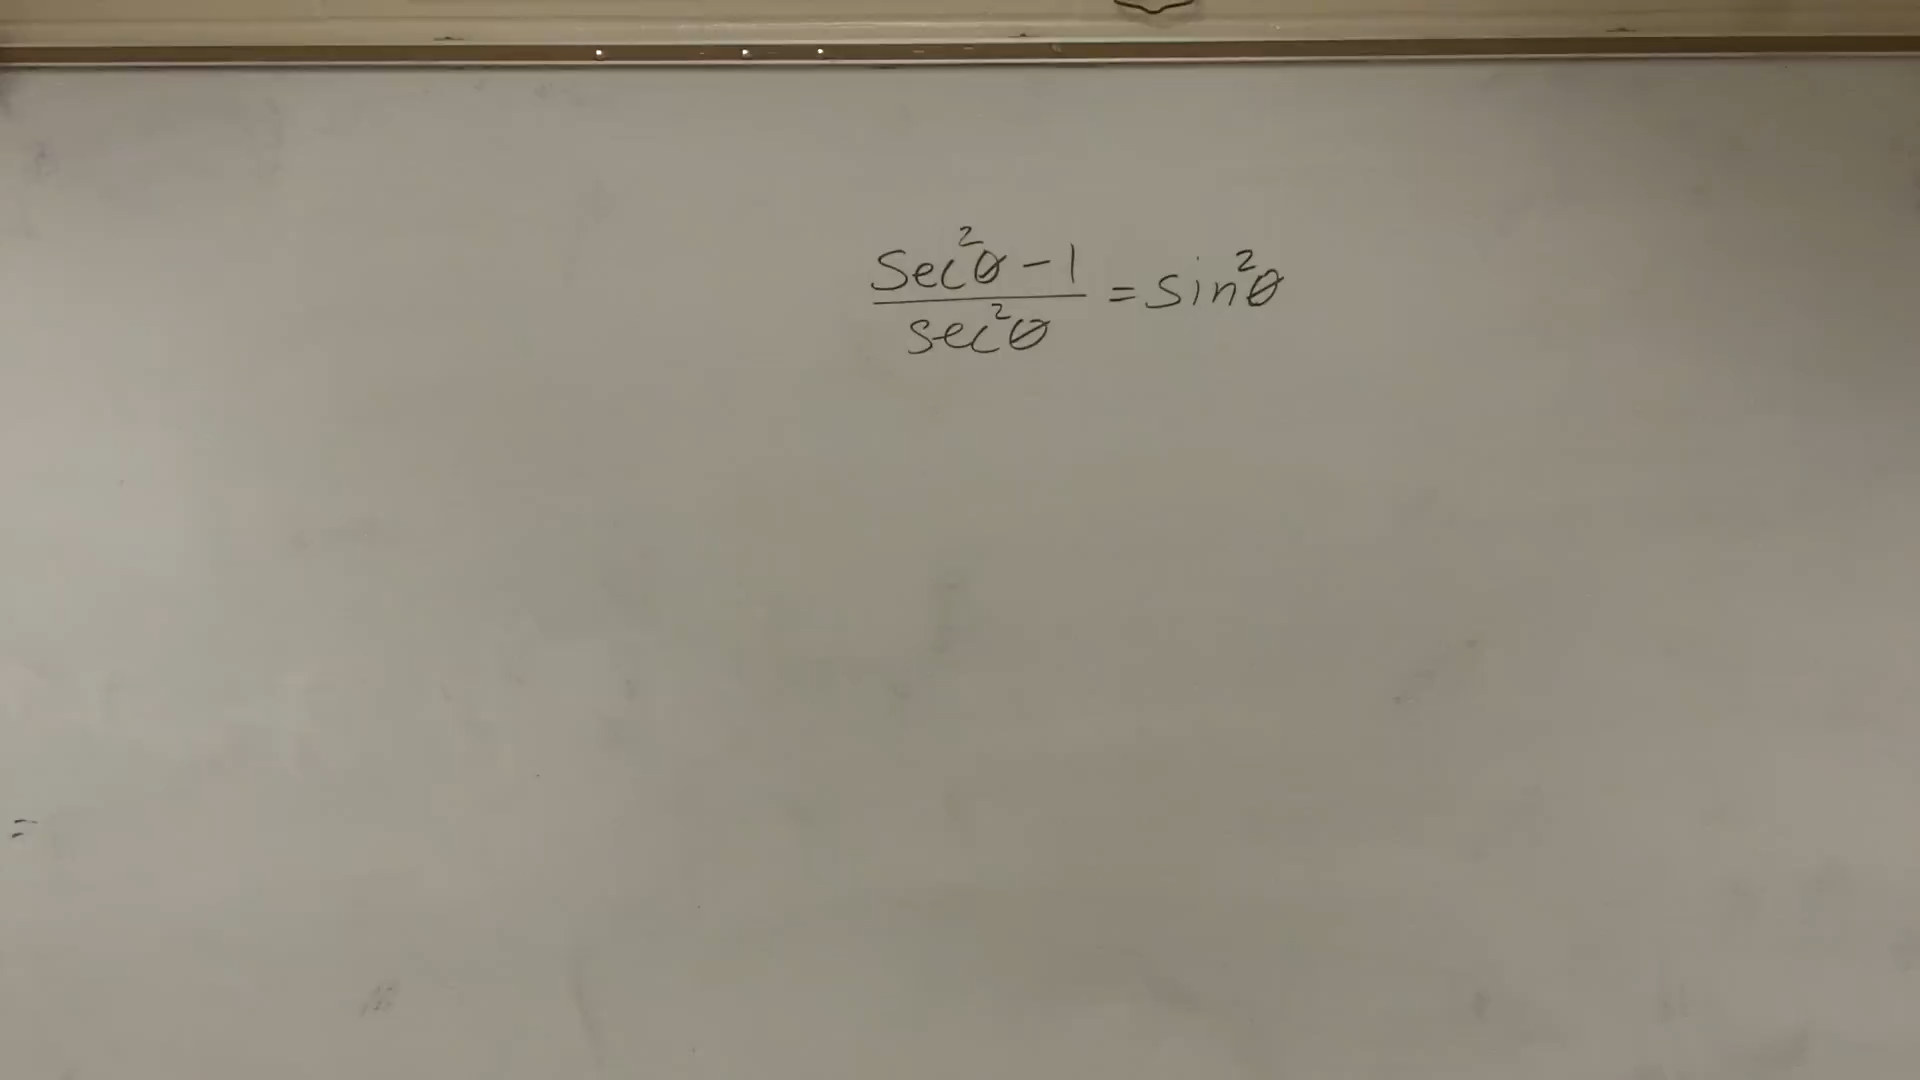 sec²θ - 1
sec²θ
= sin²θ
=